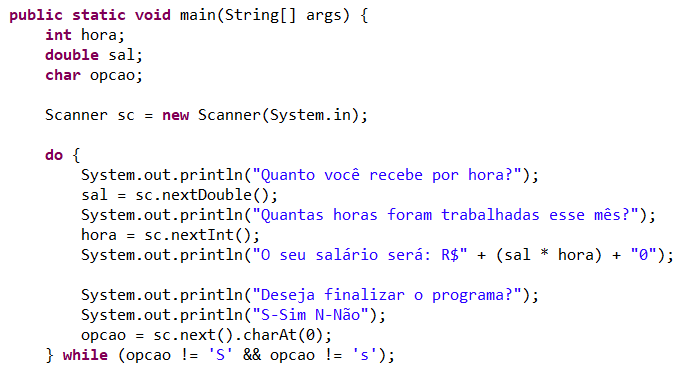 public static void main(String[] args) {
int hora;
double sal;
char opcao;
Scanner sc = new Scanner(System.in);
do {
System.out.println("Quanto você recebe por hora?");
sal = sc.nextDouble();
System.out.println("Quantas horas foram trabalhadas esse mês?");
hora = sc.nextInt();
System.out.println("O seu salário será: R$" + (sal * hora) + "0");
System.out.println("Deseja finalizar o programa?");
System.out.println("S-Sim N-Não");
opcao = sc.next().charAt(0);
} while (opcao != 'S' && opcao != 's');